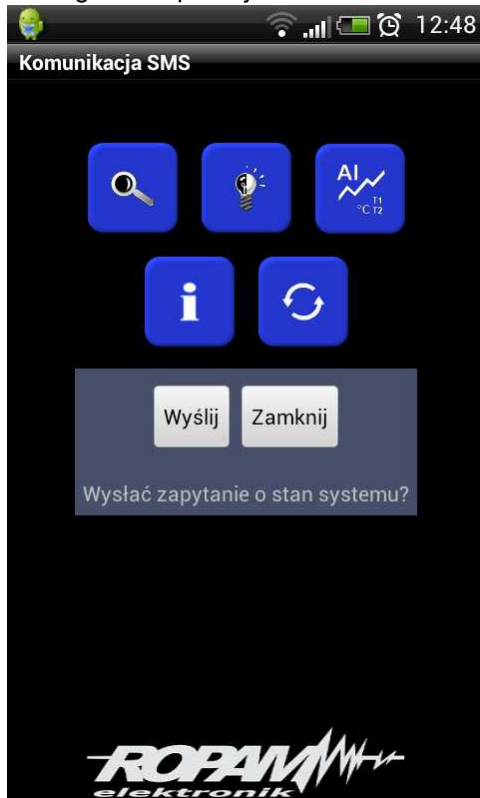 12:48
Komunikacja SMS
AI
T1
°C T2
i
Wyślij Zamknij
Wysłać zapytanie o stan systemu?
ROPAM
elektronik